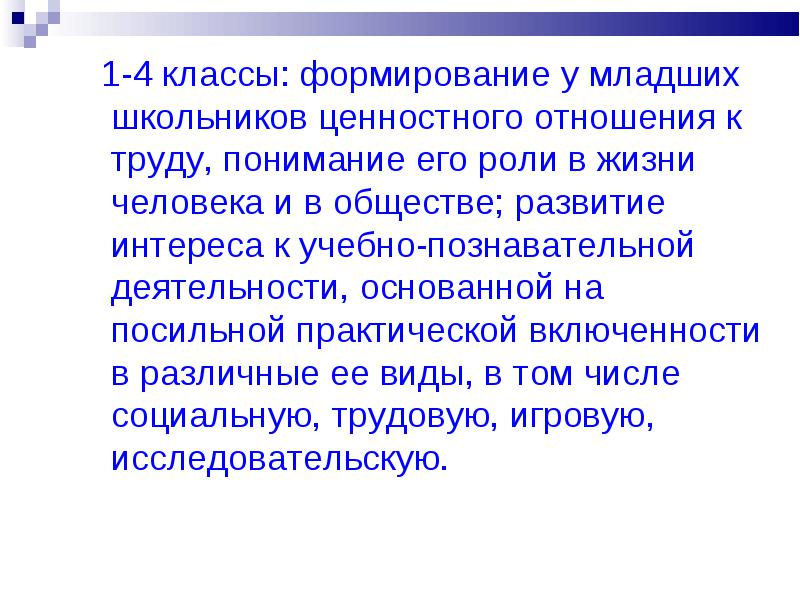 1-4 классы: формирование у младших
школьников ценностного отношения к
труду, понимание его роли в жизни
человека и в обществе; развитие
интереса к учебно-познавательной
деятельности, основанной на
посильной практической включенности
в различные ее виды, в том числе
социальную, трудовую, игровую,
исследовательскую.